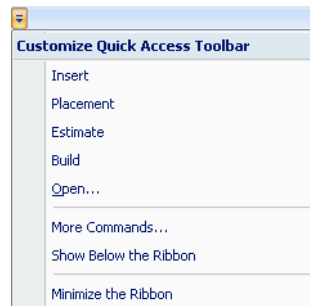 Customize Quick Access Toolbar
Insert
Placement
Estimate
Build
Open...
More Commands...
Show Below the Ribbon
Minimize the Ribbon